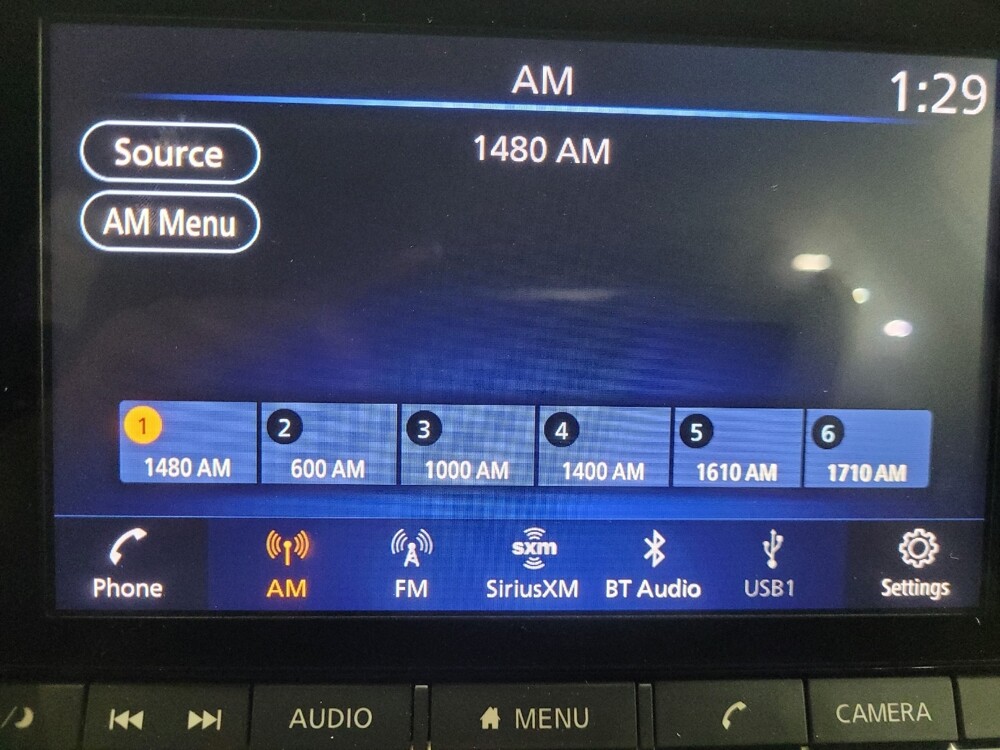 AM
1:29
Source
1480 AM
AM Menu
1 2 3 4 5 6
1480 AM 600 AM 1000 AM 1400 AM 1610 AM 1710 AM
sxm
Phone AM FM SiriusXM BT Audio USB1 Settings
AUDIO MENU CAMERA